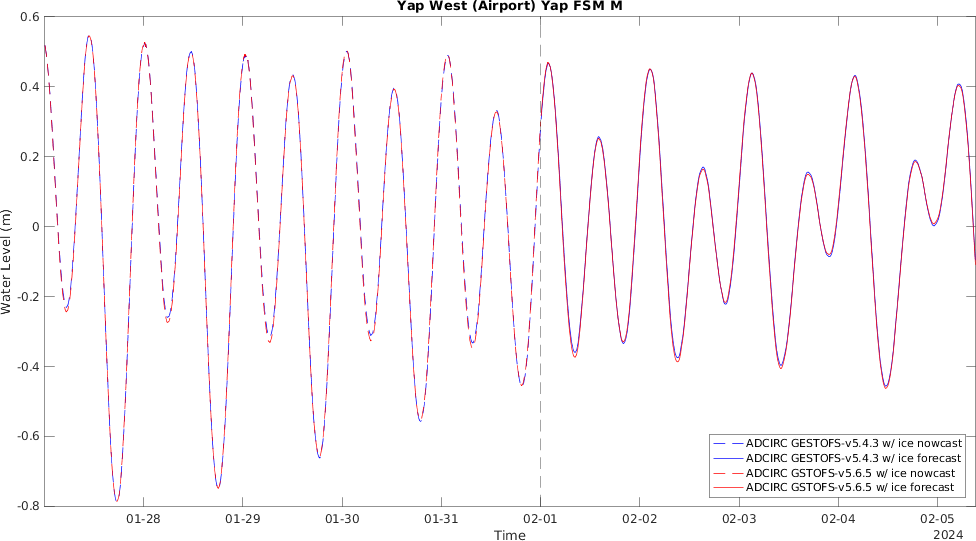 Yap West (Airport) Yap FSM M
Water Level (m)
0.6
0.4
0.2
0
-0.2
-0.4
-0.6
-0.8
ADCIRC GESTOFS-v5.4.3 w/ ice nowcast
ADCIRC GESTOFS-v5.4.3 w/ ice forecast
ADCIRC GSTOFS-v5.6.5 w/ ice nowcast
ADCIRC GSTOFS-v5.6.5 w/ ice forecast
01-28 01-29 01-30 01-31 02-01 02-02 02-03 02-04 02-05
Time
2024